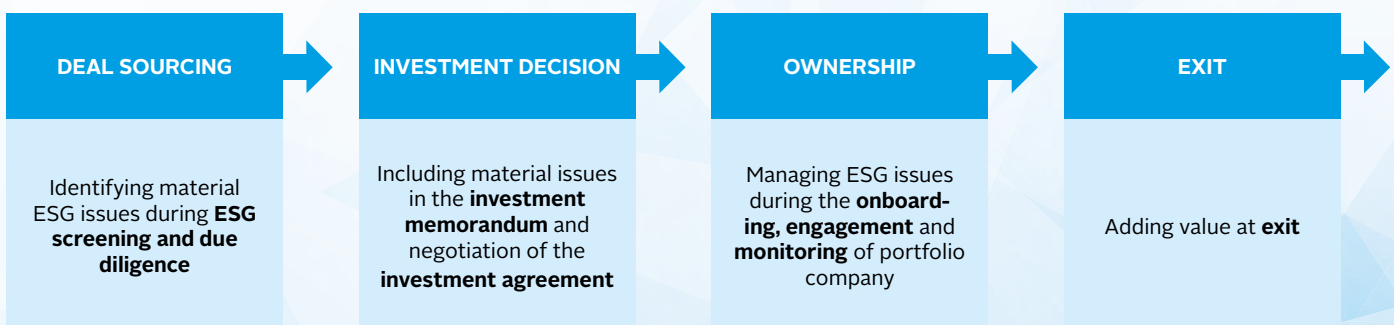 DEAL SOURCING
Identifying material
ESG issues during ESG
screening and due
diligence
INVESTMENT DECISION
Including material issues
in the investment
memorandum and
negotiation of the
investment agreement
OWNERSHIP
Managing ESG issues
during the onboard-
ing, engagement and
monitoring of portfolio
company
EXIT
Adding value at exit